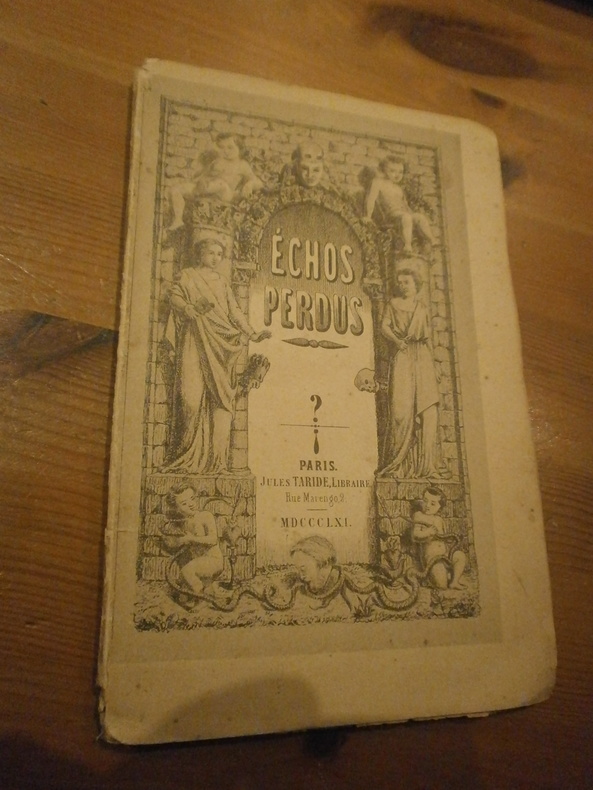 ÉCHOS
PERDUS
?
¡
PARIS.
JULES TARIDE, LIBRAIRE
Rue Marengo, 2.
MDCCCLXI.